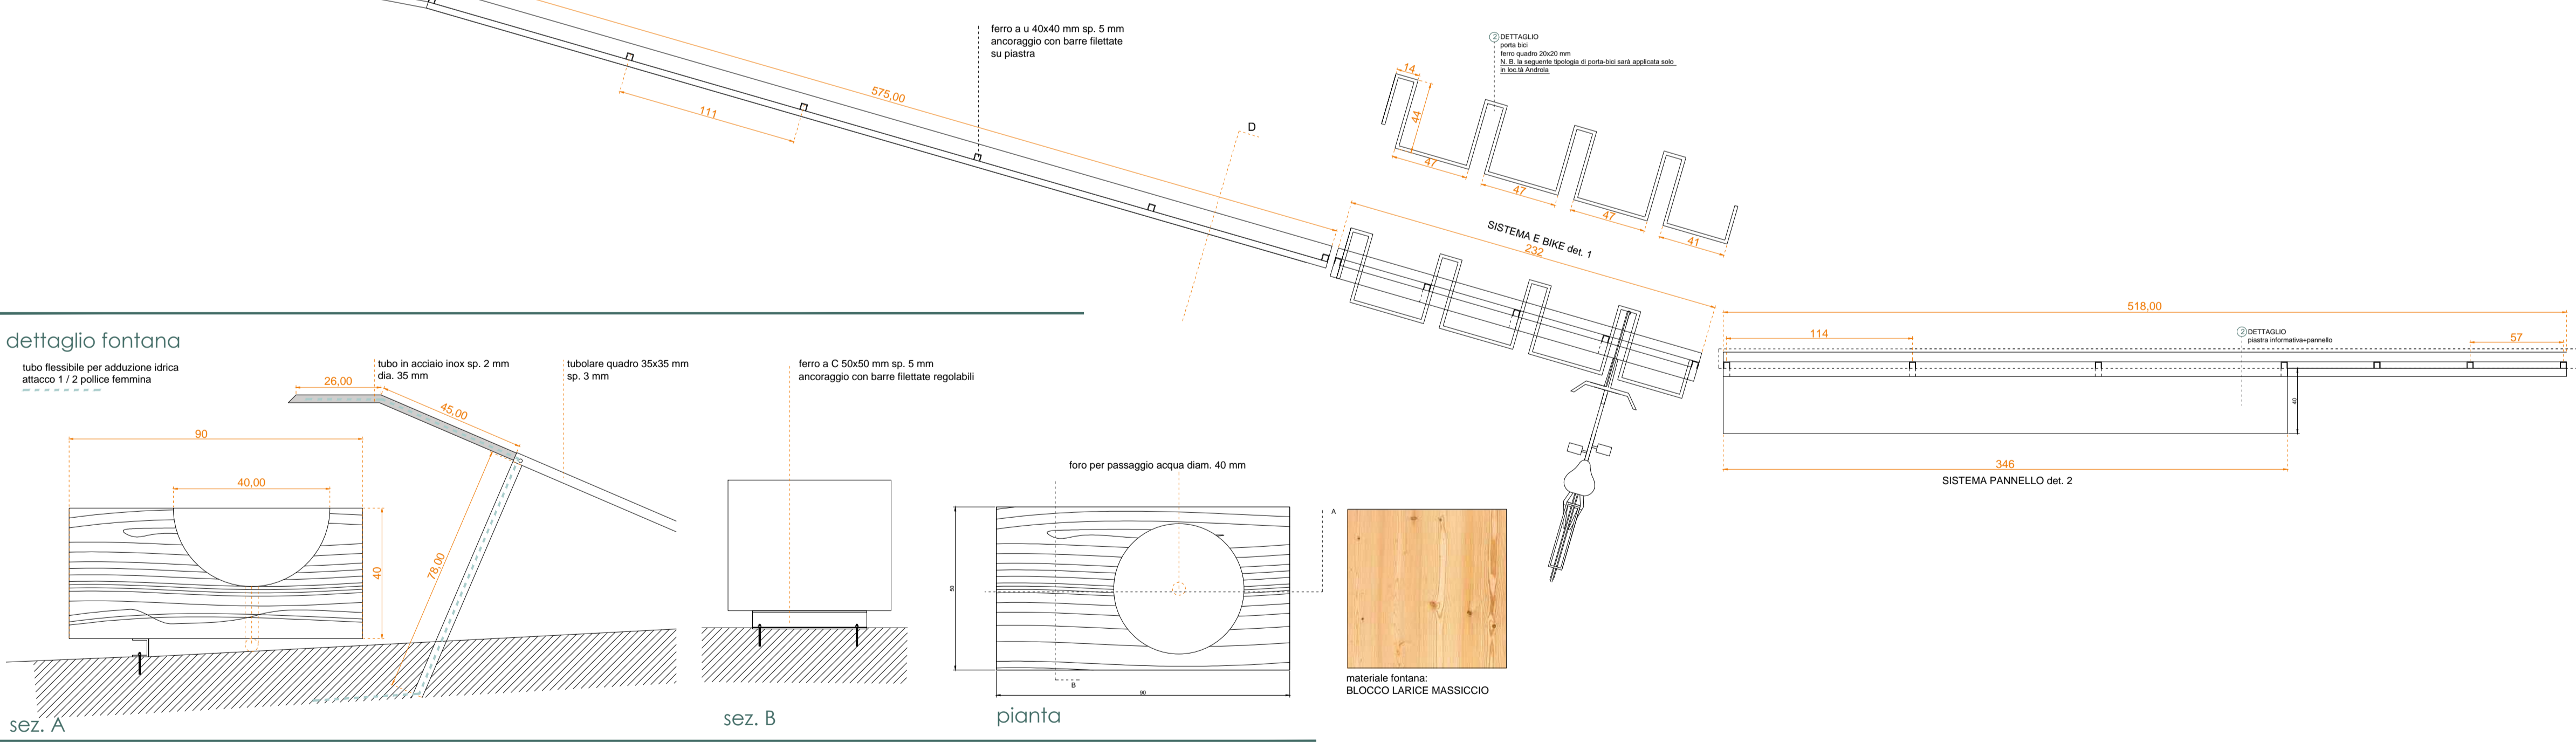 ferro a u 40x40 mm sp. 5 mm
ancoraggio con barre filettate
su piastra
575,00
111
D
2 DETTAGLIO
porta bici
ferro quadro 20x20 mm
N. B. la seguente tipologia di porta-bici sarà applicata solo
in loc.tà Androla
14
44
47
47
47
41
SISTEMA E BIKE det. 1
232
518,00
114
2 DETTAGLIO
piastra informativa+pannello
57
40
346
SISTEMA PANNELLO det. 2
dettaglio fontana
tubo flessibile per adduzione idrica
attacco 1 / 2 pollice femmina
tubo in acciaio inox sp. 2 mm
dia. 35 mm
tubolare quadro 35x35 mm
sp. 3 mm
ferro a C 50x50 mm sp. 5 mm
ancoraggio con barre filettate regolabili
26,00
45,00
90
40,00
40
78,00
sez. A
sez. B
foro per passaggio acqua diam. 40 mm
A
50
B
90
pianta
materiale fontana:
BLOCCO LARICE MASSICCIO